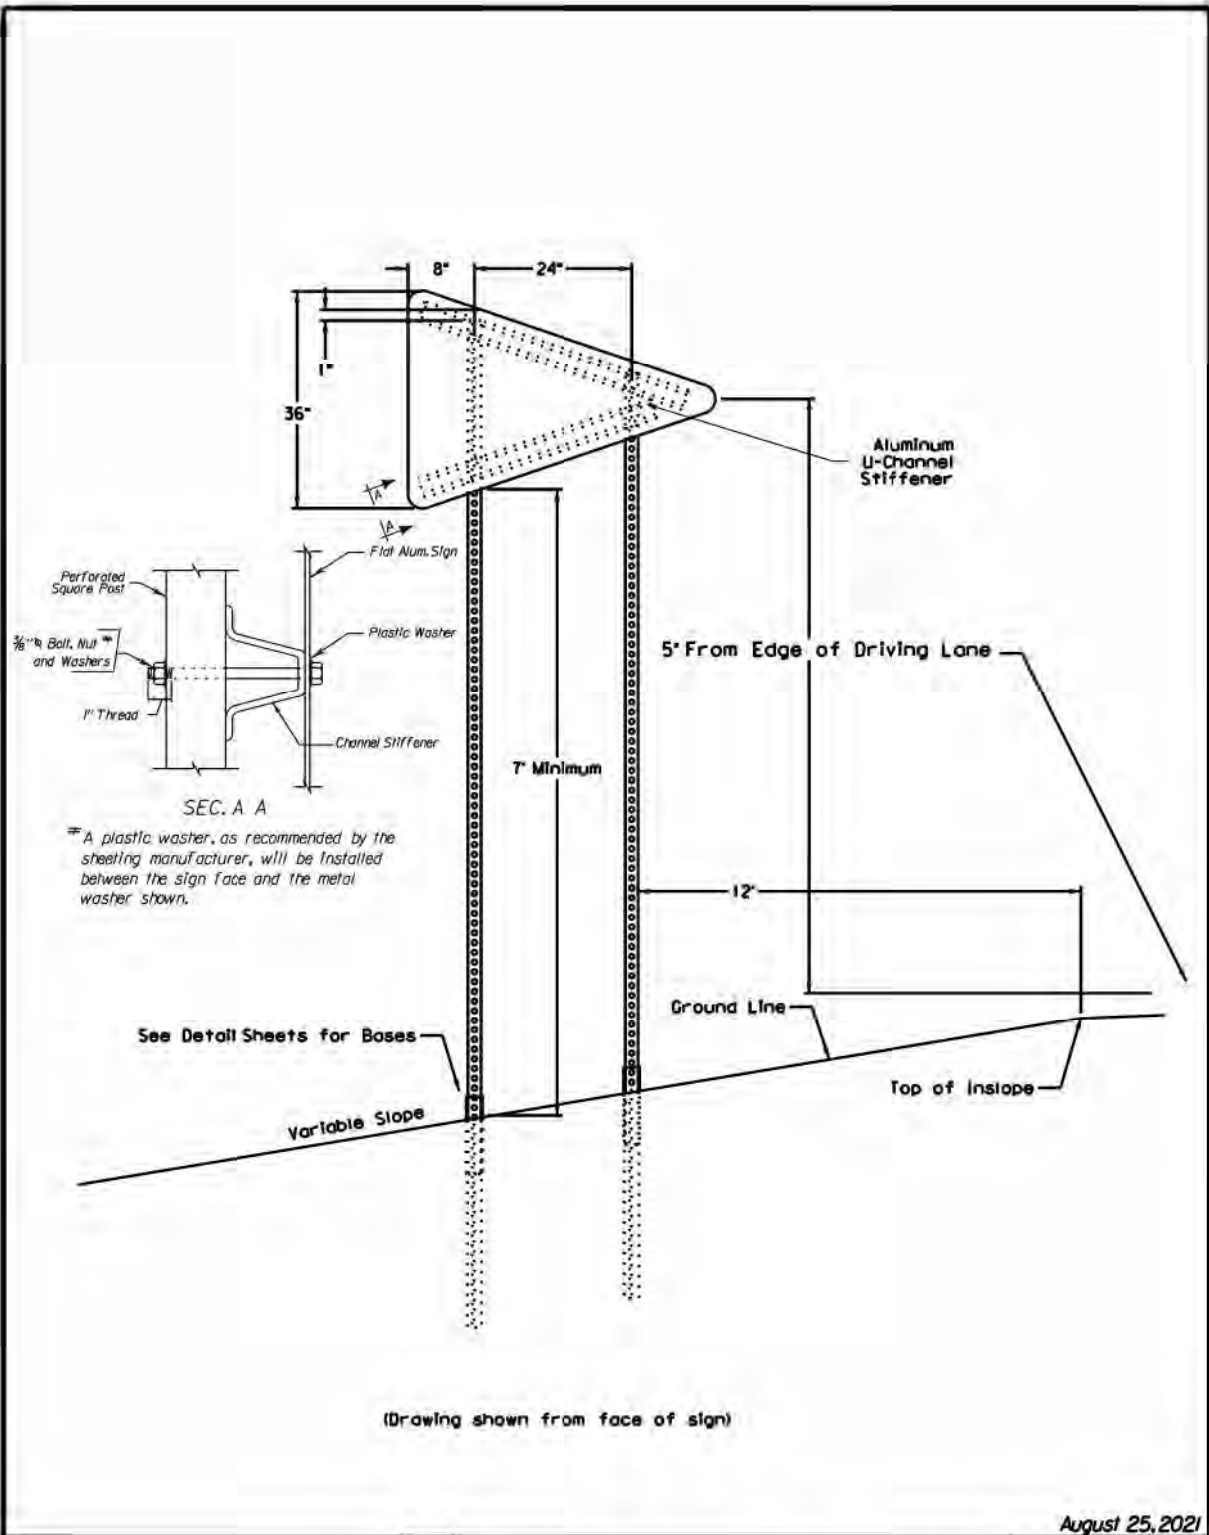 8"
24"
1"
36"
Aluminum
U-Channel
Stiffener
A
A
Flat Alum. Sign
Perforated
Square Post
Plastic Washer
3/8"⌀ Bolt, Nut *
and Washers
1" Thread
Channel Stiffener
SEC. A A
* A plastic washer, as recommended by the
sheeting manufacturer, will be installed
between the sign face and the metal
washer shown.
5' From Edge of Driving Lane
7' Minimum
12'
Ground Line
See Detail Sheets for Bases
Top of Inslope
Variable Slope
(Drawing shown from face of sign)
August 25, 2021